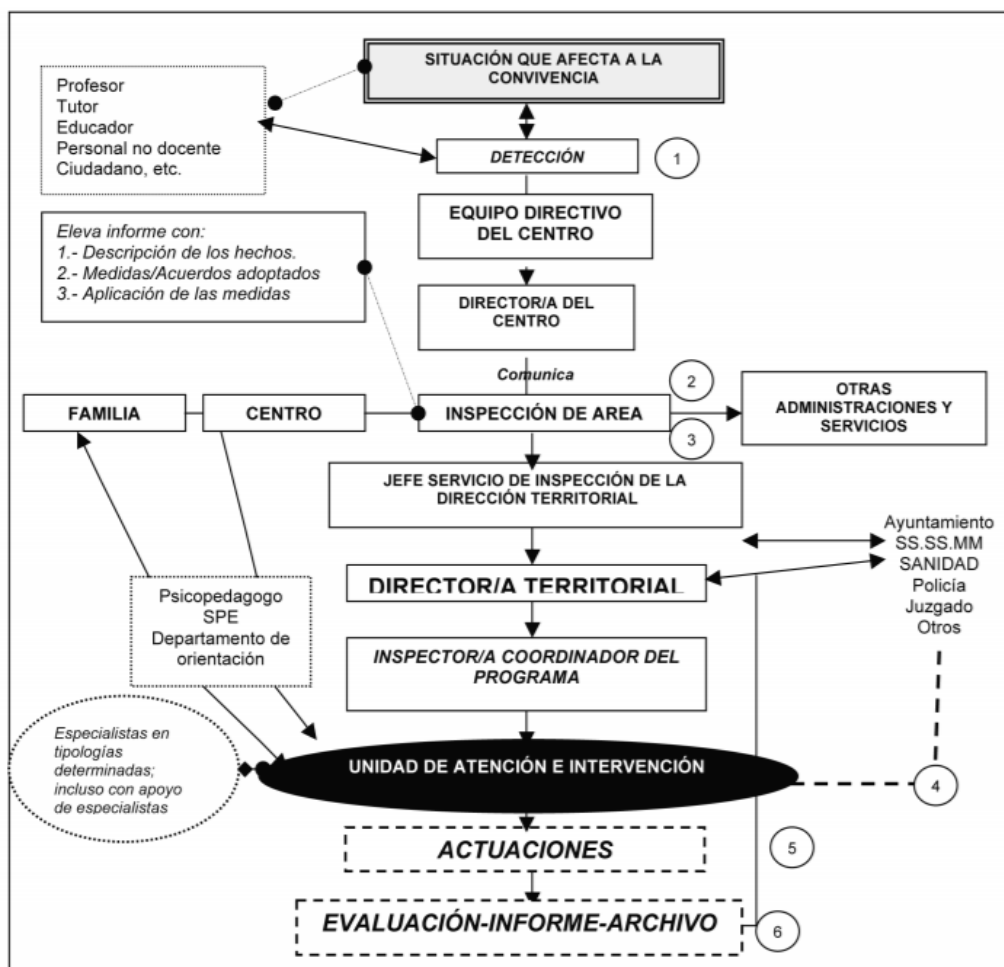 SITUACIÓN QUE AFECTA A LA
CONVIVENCIA
Profesor
Tutor
Educador
Personal no docente
Ciudadano, etc.
DETECCIÓN
1
EQUIPO DIRECTIVO
DEL CENTRO
Eleva informe con:
1.- Descripción de los hechos.
2.- Medidas/Acuerdos adoptados
3.- Aplicación de las medidas
DIRECTOR/A DEL
CENTRO
Comunica
2
FAMILIA
CENTRO
INSPECCIÓN DE AREA
3
OTRAS
ADMINISTRACIONES Y
SERVICIOS
JEFE SERVICIO DE INSPECCIÓN DE LA
DIRECCIÓN TERRITORIAL
Ayuntamiento
SS.SS.MM
SANIDAD
Policía
Juzgado
Otros
DIRECTOR/A TERRITORIAL
Psicopedagogo
SPE
Departamento de
orientación
INSPECTOR/A COORDINADOR DEL
PROGRAMA
Especialistas en
tipologías
determinadas;
incluso con apoyo
de especialistas
UNIDAD DE ATENCIÓN E INTERVENCIÓN
4
ACTUACIONES
5
EVALUACIÓN-INFORME-ARCHIVO
6